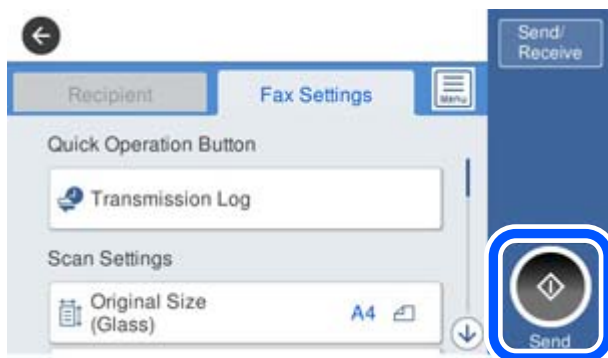 Send/
Receive
Recipient
Fax Settings
Menu
Quick Operation Button
Transmission Log
Scan Settings
Original Size
(Glass)
A4
Send